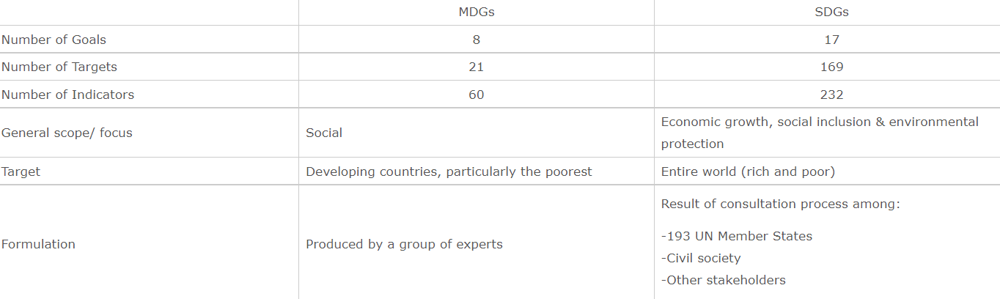 MDGs SDGs
Number of Goals 8 17
Number of Targets 21 169
Number of Indicators 60 232
General scope/ focus Social Economic growth, social inclusion & environmental
protection
Target Developing countries, particularly the poorest Entire world (rich and poor)
Formulation Produced by a group of experts Result of consultation process among:
-193 UN Member States
-Civil society
-Other stakeholders